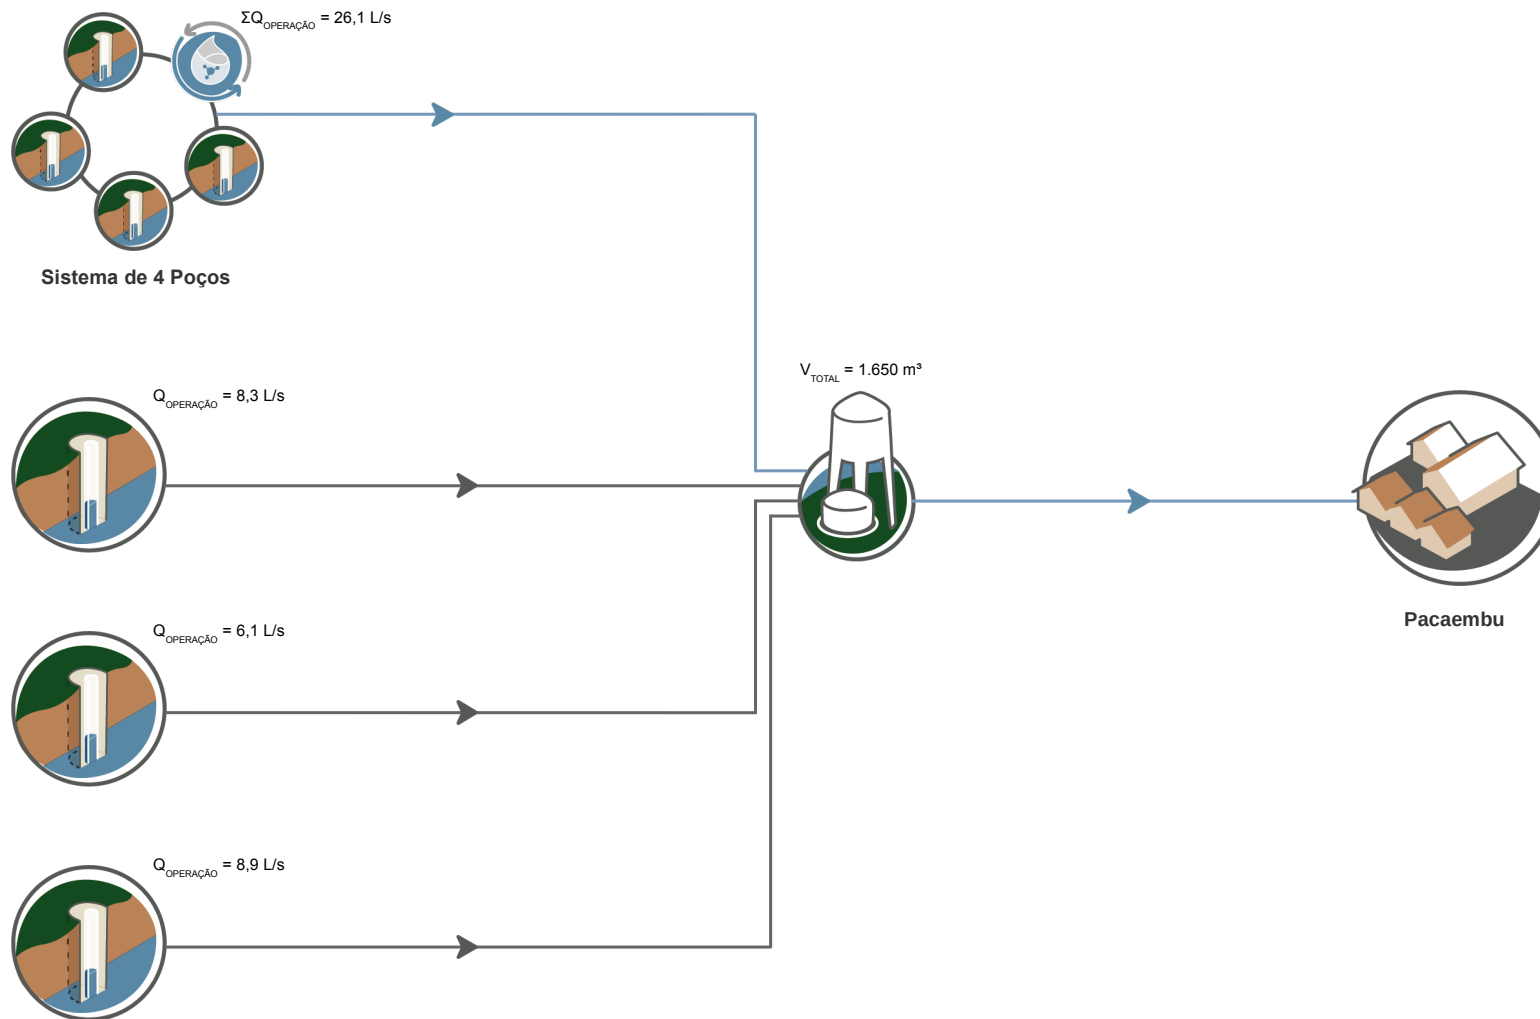 ΣQOPERAÇÃO = 26,1 L/s
Sistema de 4 Poços
VTOTAL = 1.650 m³
QOPERAÇÃO = 8,3 L/s
Pacaembu
QOPERAÇÃO = 6,1 L/s
QOPERAÇÃO = 8,9 L/s